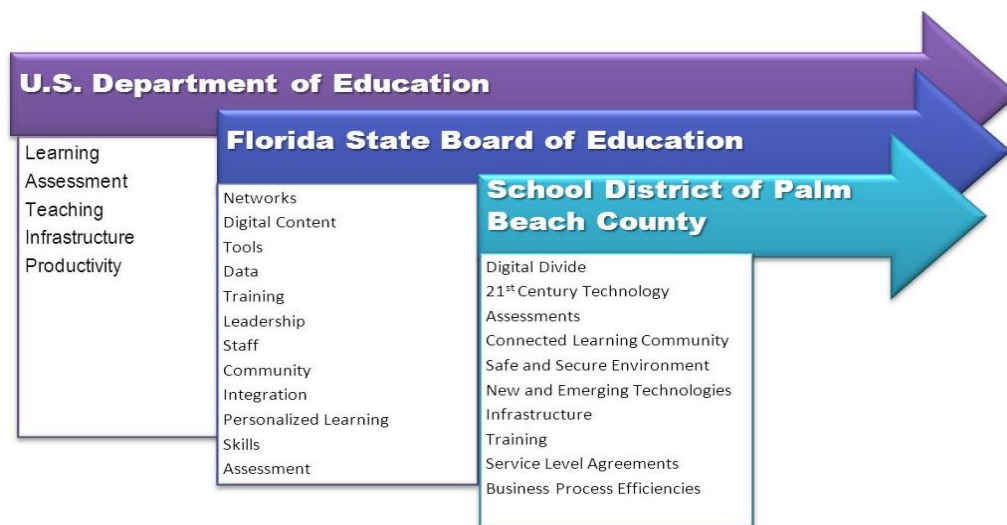 U.S. Department of Education
Learning
Assessment
Teaching
Infrastructure
Productivity
Florida State Board of Education
Networks
Digital Content
Tools
Data
Training
Leadership
Staff
Community
Integration
Personalized Learning
Skills
Assessment
School District of Palm
Beach County
Digital Divide
21st Century Technology
Assessments
Connected Learning Community
Safe and Secure Environment
New and Emerging Technologies
Infrastructure
Training
Service Level Agreements
Business Process Efficiencies